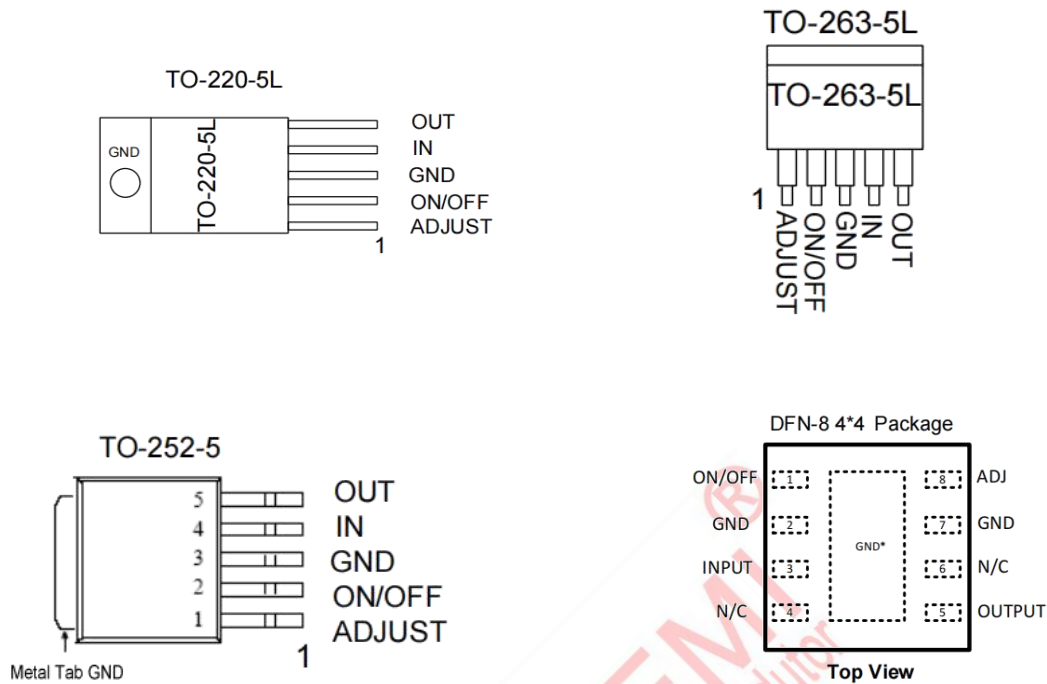 TO-220-5L
GND
TO-220-5L
OUT
IN
GND
ON/OFF
ADJUST
1
TO-263-5L
TO-263-5L
1
ADJUST
ON/OFF
GND
IN
OUT
TO-252-5
5 OUT
4 IN
3 GND
2 ON/OFF
1 ADJUST
1
Metal Tab GND
DFN-8 4*4 Package
ON/OFF 1 8 ADJ
GND 2 7 GND
GND*
INPUT 3 6 N/C
N/C 4 5 OUTPUT
Top View
®